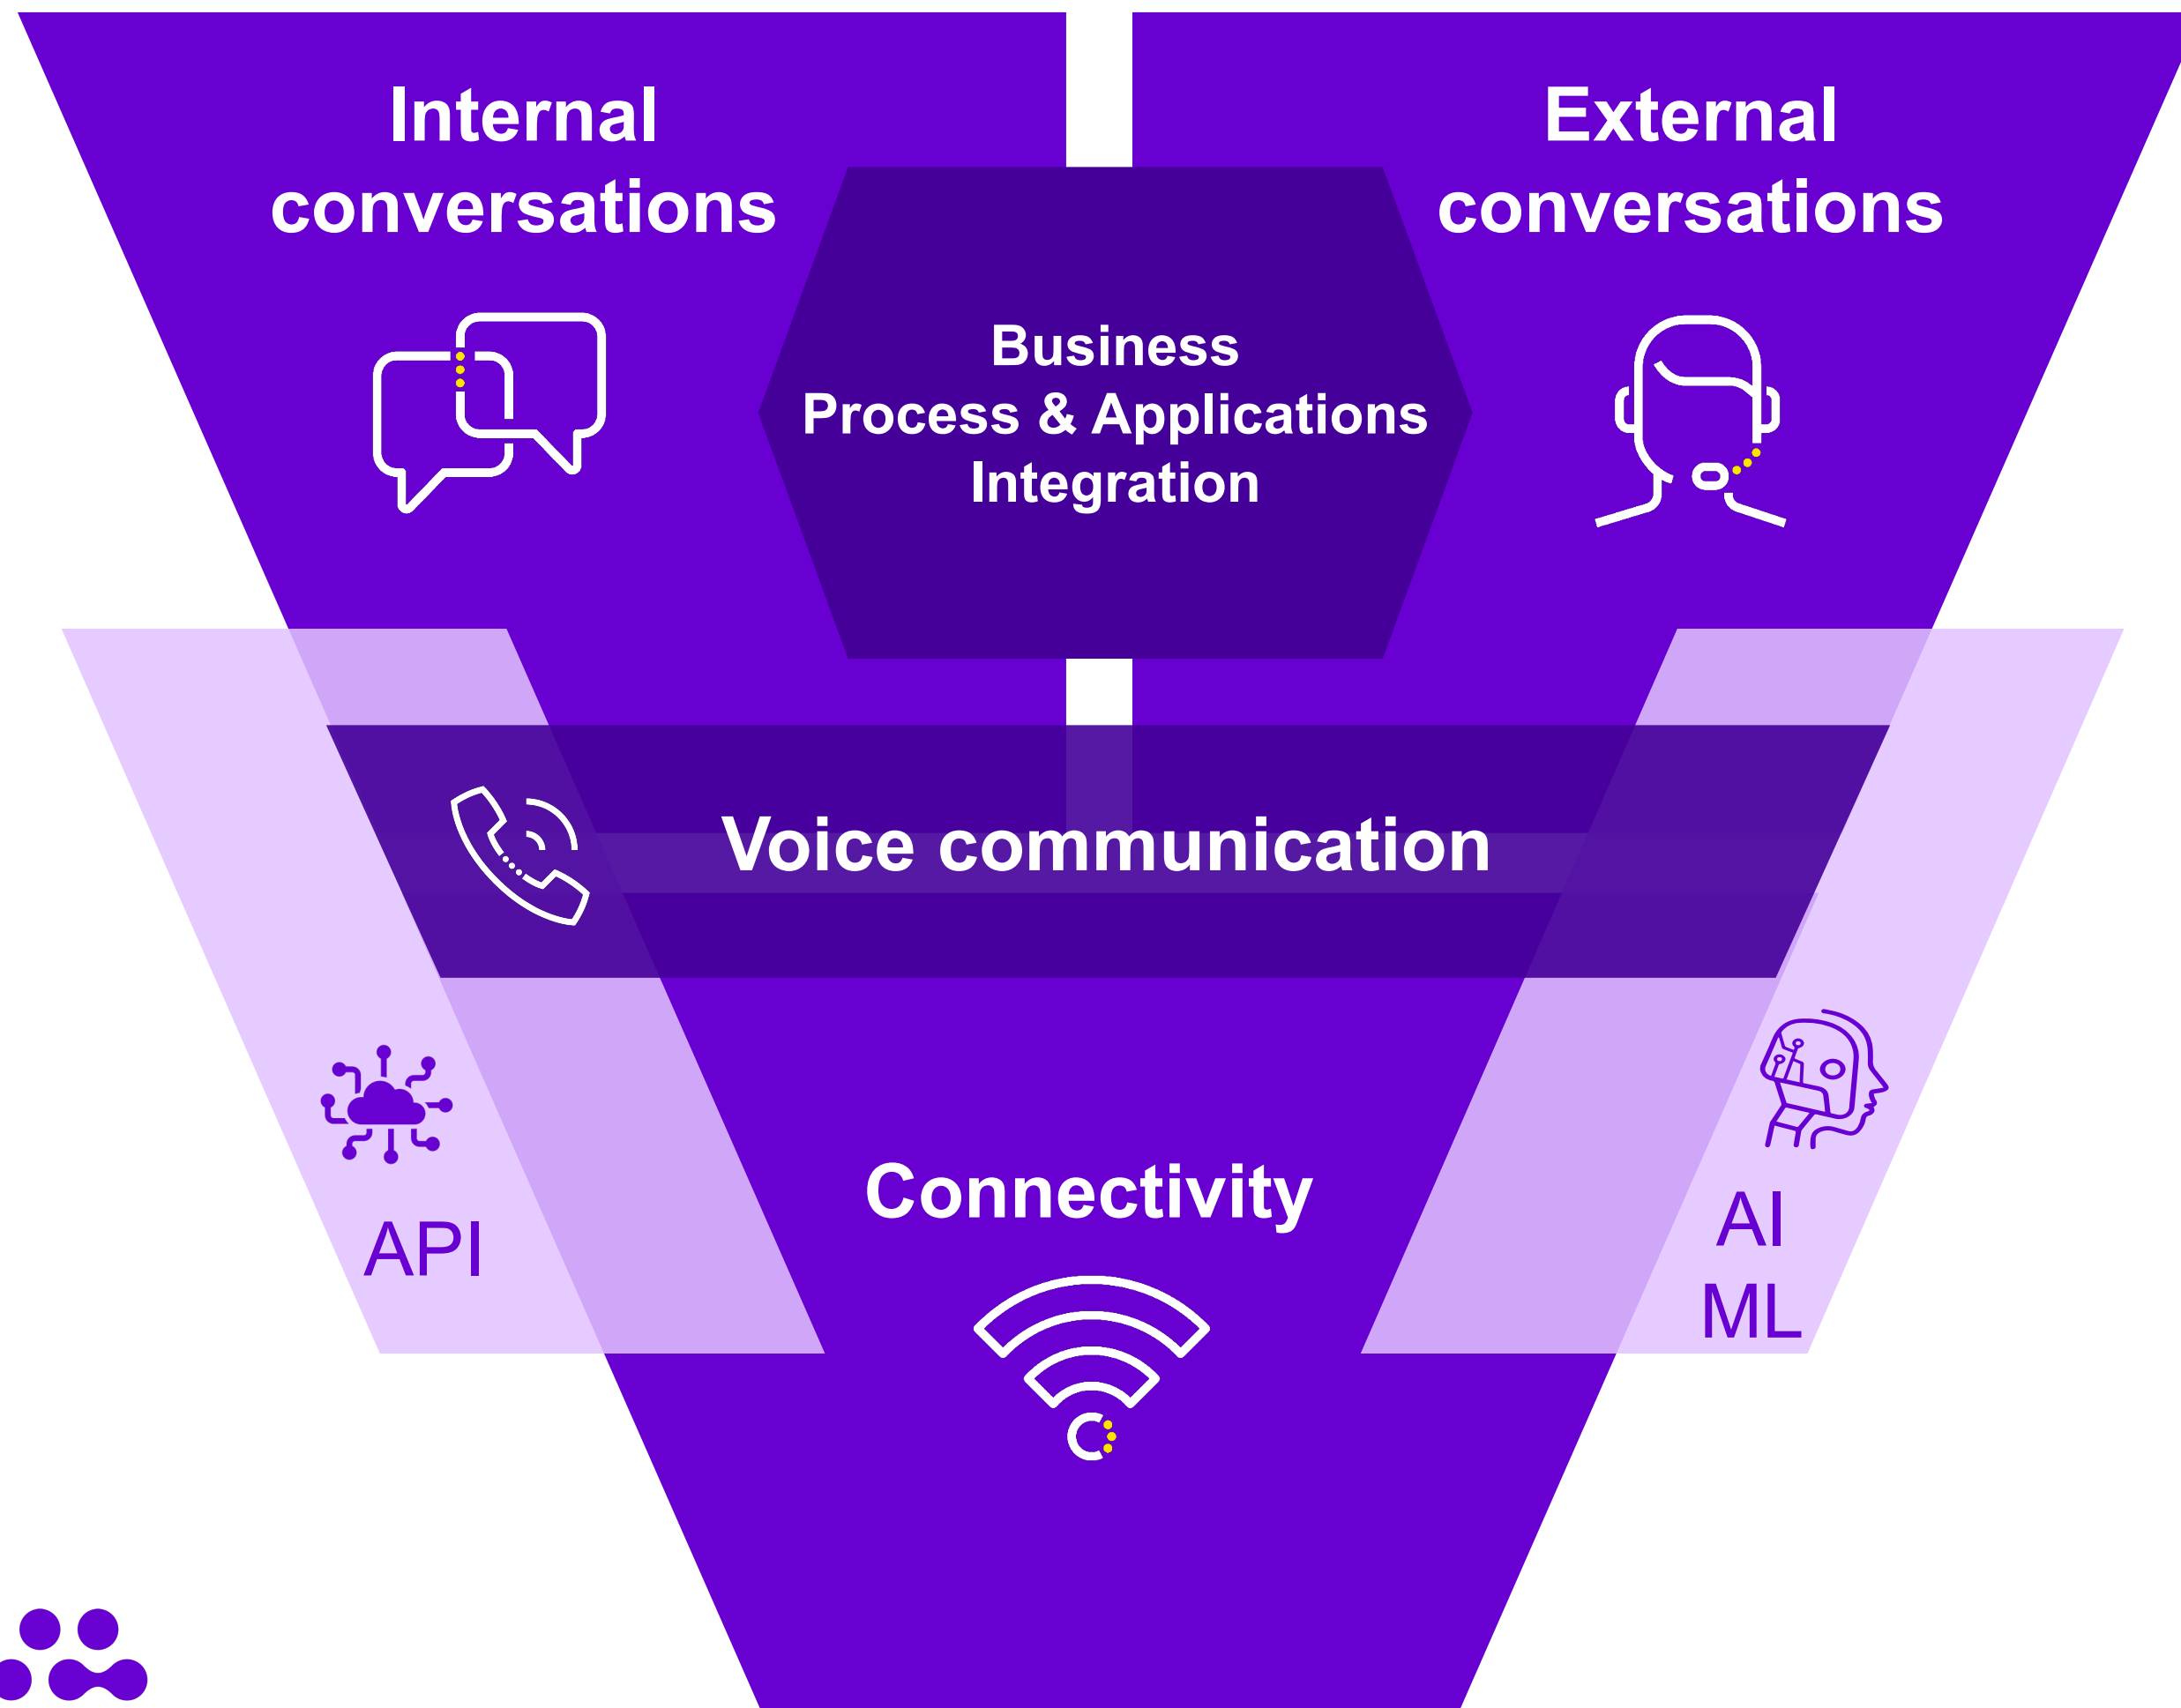 Internal
conversations
External
conversations
Business
Process & Applications
Integration
Voice communication
API
Connectivity
AI
ML